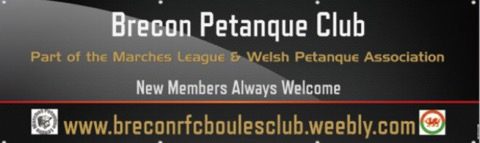 Brecon Petanque Club
Part of the Marches League & Welsh Petanque Association
New Members Always Welcome
www.breconrfcboulesclub.weebly.com